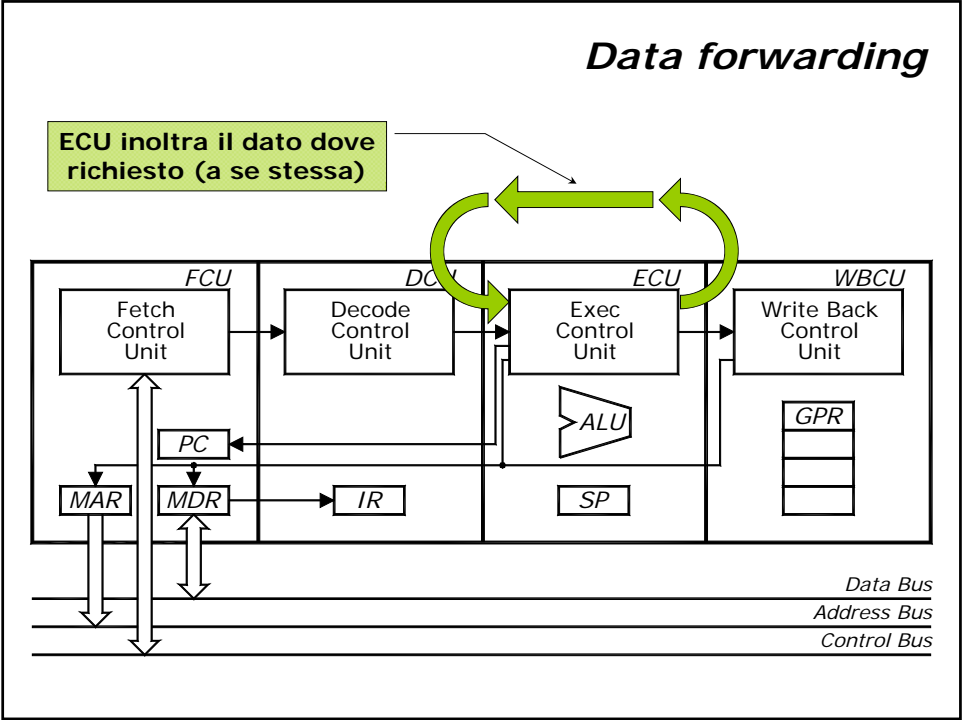 Data forwarding
ECU inoltra il dato dove
richiesto (a se stessa)
FCU
DCU
ECU
WBCU
Fetch
Control
Unit
Decode
Control
Unit
Exec
Control
Unit
Write Back
Control
Unit
ALU
GPR
PC
MAR
MDR
IR
SP
Data Bus
Address Bus
Control Bus